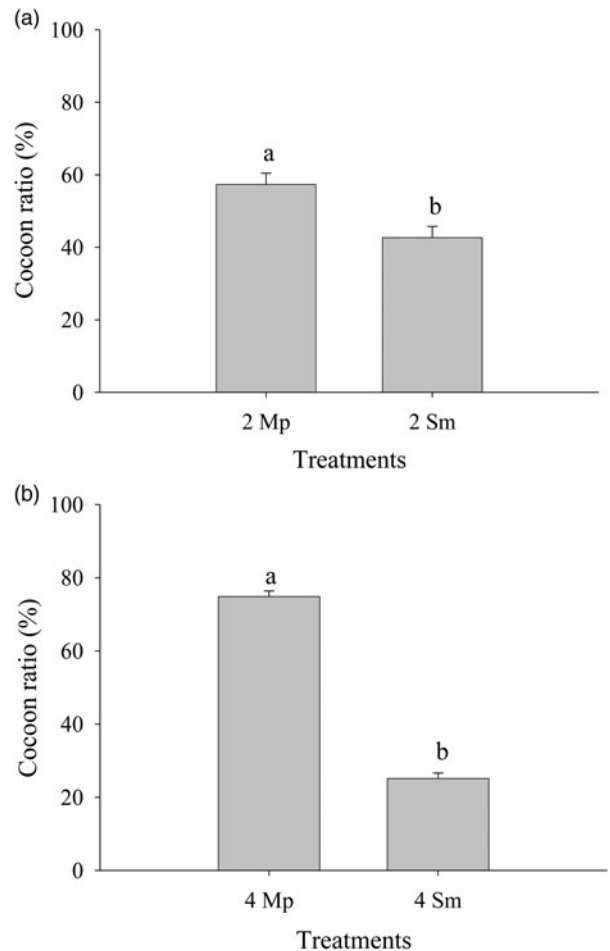 (a)
100
80
60
40
20
0
Cocoon ratio (%)
a
b
2 Mp
2 Sm
Treatments
(b)
100
80
60
40
20
0
Cocoon ratio (%)
a
b
4 Mp
4 Sm
Treatments